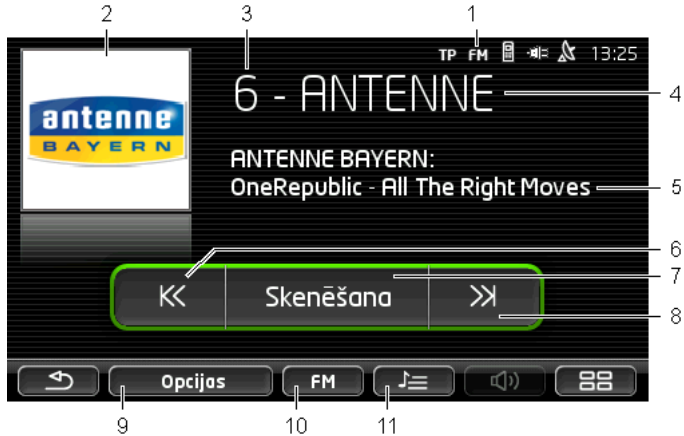 1
2
3
TP FM 13:25
6 - ANTENNE
4
antenne
BAYERN
ANTENNE BAYERN:
OneRepublic - All The Right Moves
5
6
7
Skenēšana
8
Opcijas
FM
9
10
11